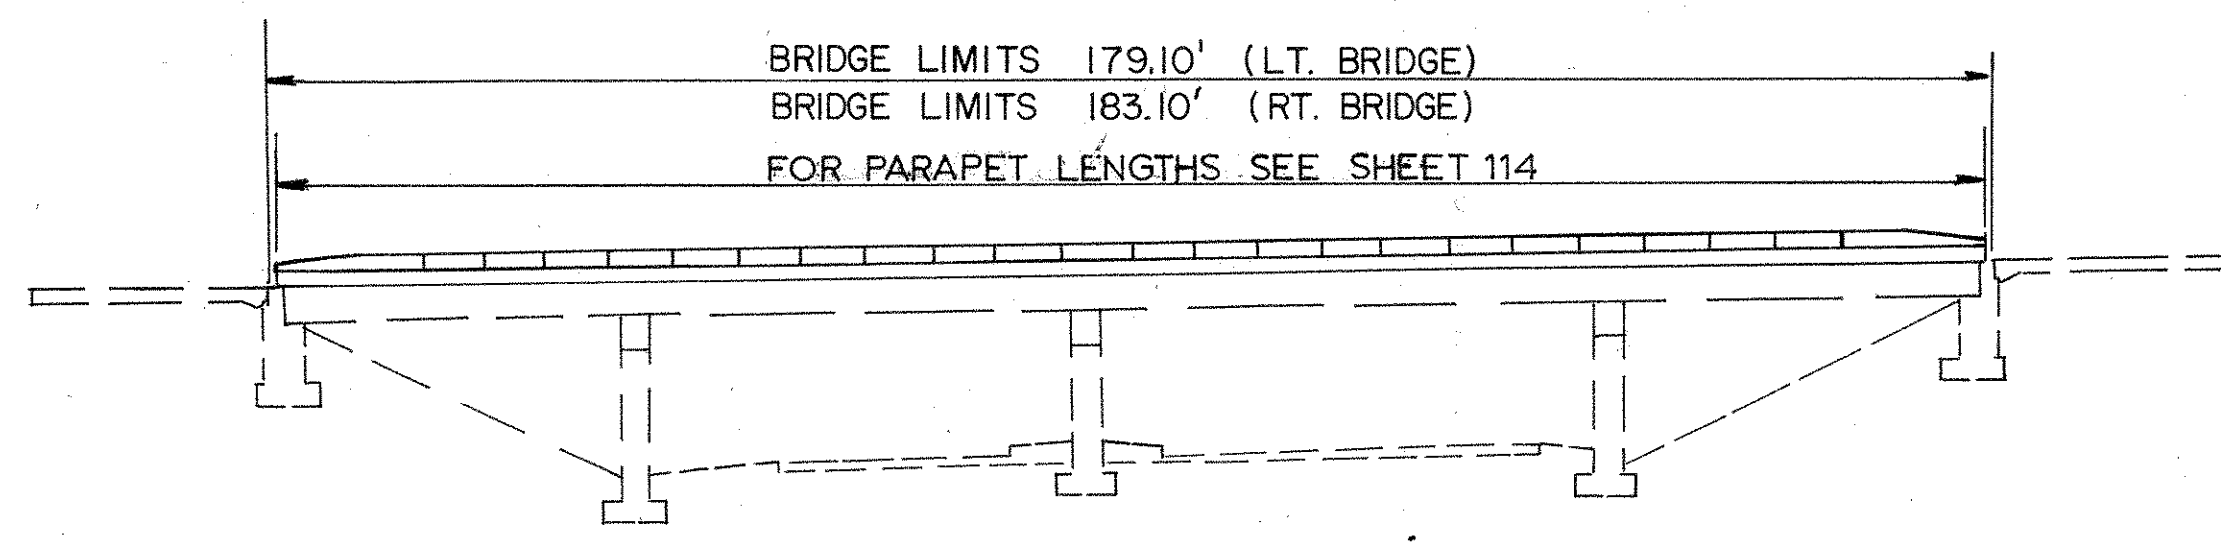 BRIDGE LIMITS 179.10' (LT. BRIDGE)
BRIDGE LIMITS 183.10' (RT. BRIDGE)
FOR PARAPET LENGTHS SEE SHEET 114